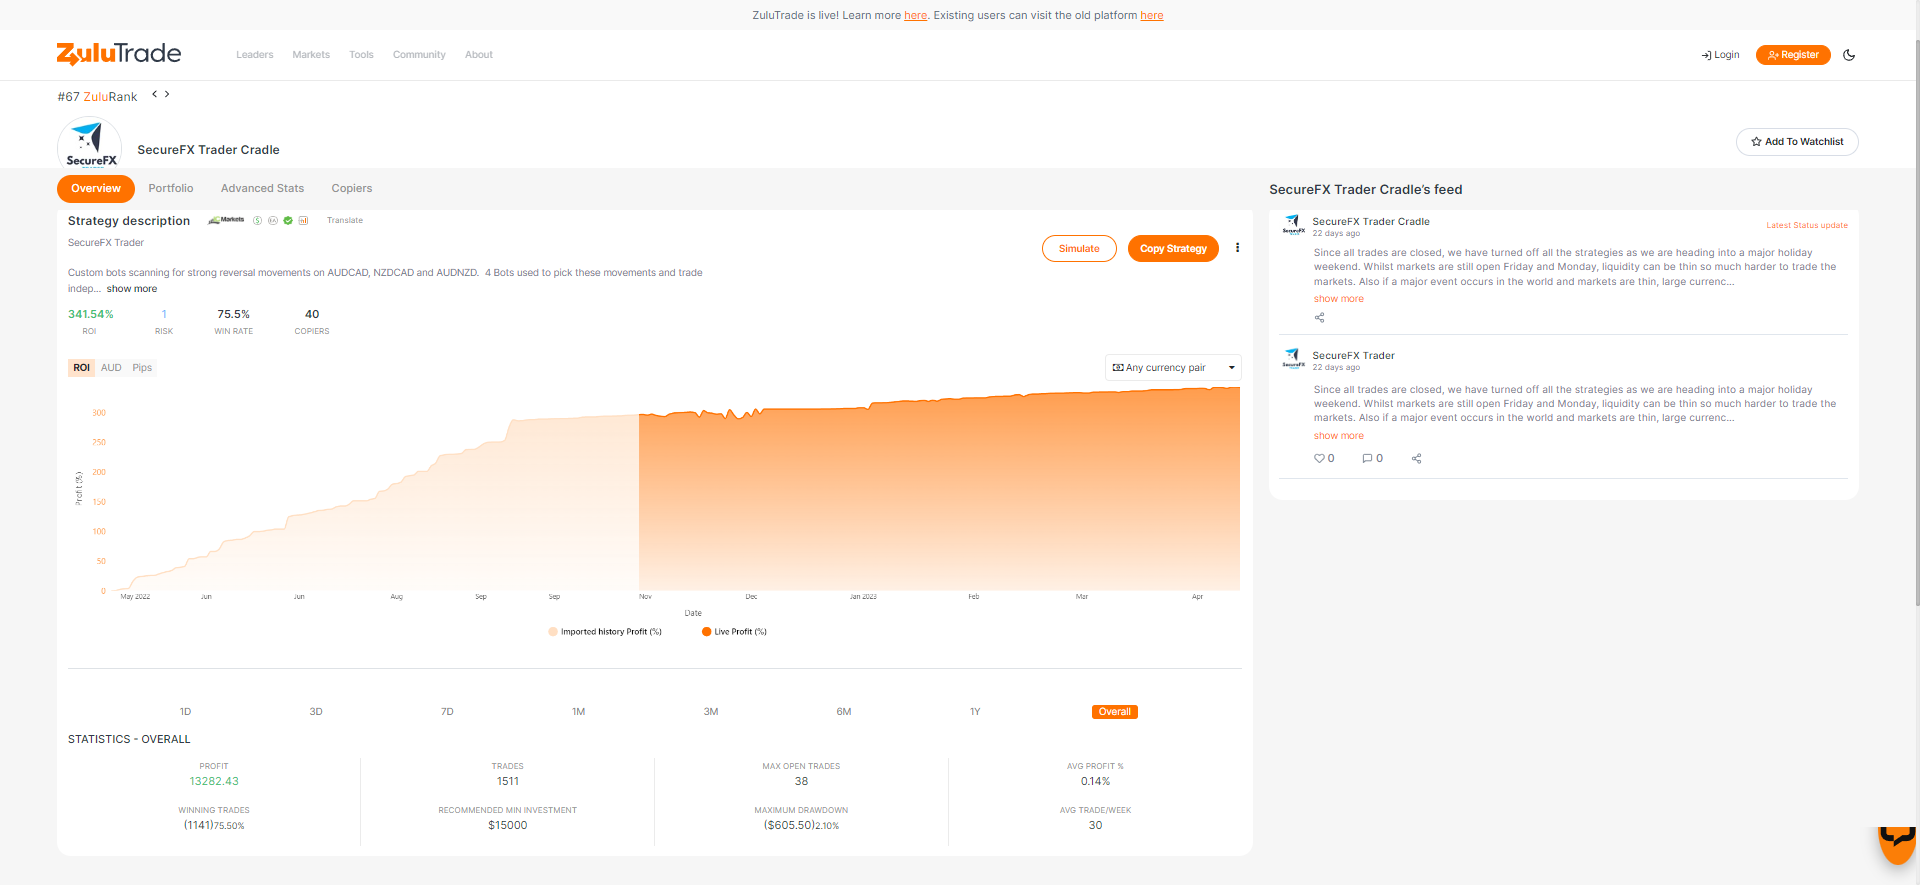 ZuluTrade is live! Learn more here. Existing users can visit the old platform here
ZuluTrade
Leaders Markets Tools Community About
Login Register
#67 ZuluRank < >
SecureFX
SecureFX Trader Cradle
Add To Watchlist
Overview Portfolio Advanced Stats Copiers
Strategy description Markets Translate
SecureFX Trader
Simulate Copy Strategy
Custom bots scanning for strong reversal movements on AUDCAD, NZDCAD and AUDNZD. 4 Bots used to pick these movements and trade
indep... show more
341.54% 1 75.5% 40
ROI RISK WIN RATE COPIERS
ROI AUD Pips
Any currency pair
Profit (%)
300
250
200
150
100
50
0
May 2022 Jun Jun Aug Sep Sep Nov Dec Jan 2023 Feb Mar Apr
Date
Imported history Profit (%) Live Profit (%)
1D 3D 7D 1M 3M 6M 1Y Overall
STATISTICS - OVERALL
PROFIT TRADES MAX OPEN TRADES AVG PROFIT %
13282.43 1511 38 0.14%
WINNING TRADES RECOMMENDED MIN INVESTMENT MAXIMUM DRAWDOWN AVG TRADE/WEEK
(1141)75.50% $15000 ($605.50)2.10% 30
SecureFX Trader Cradle's feed
SecureFX Trader Cradle
22 days ago
Latest Status update
Since all trades are closed, we have turned off all the strategies as we are heading into a major holiday
weekend. Whilst markets are still open Friday and Monday, liquidity can be thin so much harder to trade the
markets. Also if a major event occurs in the world and markets are thin, large currenc...
show more
SecureFX Trader
22 days ago
Since all trades are closed, we have turned off all the strategies as we are heading into a major holiday
weekend. Whilst markets are still open Friday and Monday, liquidity can be thin so much harder to trade the
markets. Also if a major event occurs in the world and markets are thin, large currenc...
show more
0 0